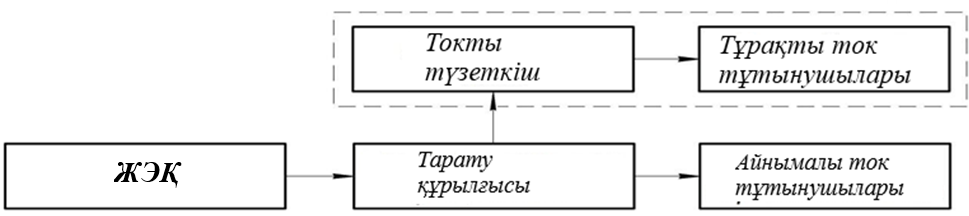 Токты
түзеткіш
Тұрақты ток
тұтынушылары
ЖЭҚ
Тарату
құрылғысы
Айнымалы ток
тұтынушылары